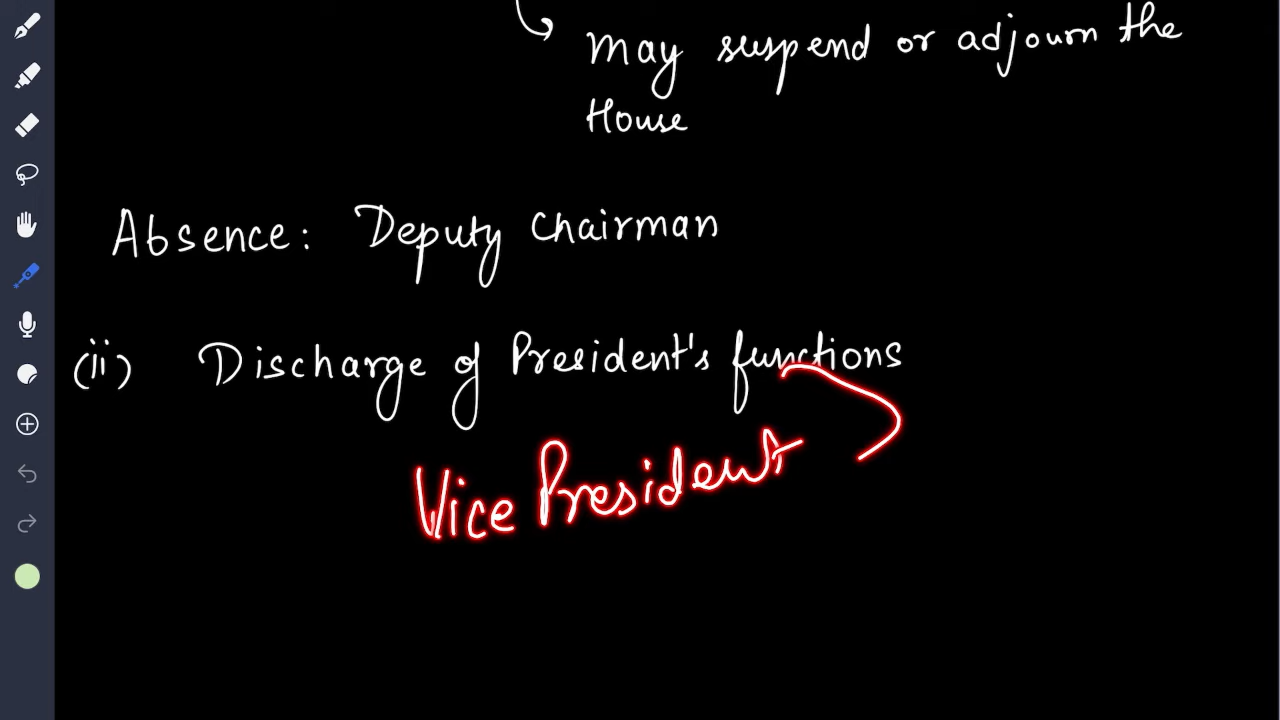 may suspend or adjourn the
House
Absence: Deputy Chairman
(ii) Discharge of President's functions
Vice President